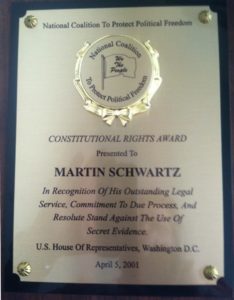 National Coalition To Protect Political Freedom
National Coalition
We
The
People
To Protect Political Freedom
CONSTITUTIONAL RIGHTS AWARD
Presented To
MARTIN SCHWARTZ
In Recognition Of His Outstanding Legal
Service, Commitment To Due Process, And
Resolute Stand Against The Use Of
Secret Evidence.
U.S. House Of Representatives, Washington D.C.
April 5, 2001